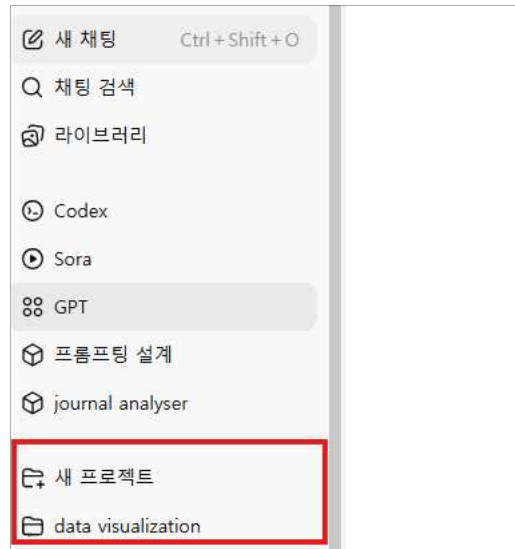 새 채팅 Ctrl + Shift + O
채팅 검색
라이브러리
Codex
Sora
GPT
프롬프팅 설계
journal analyser
새 프로젝트
data visualization